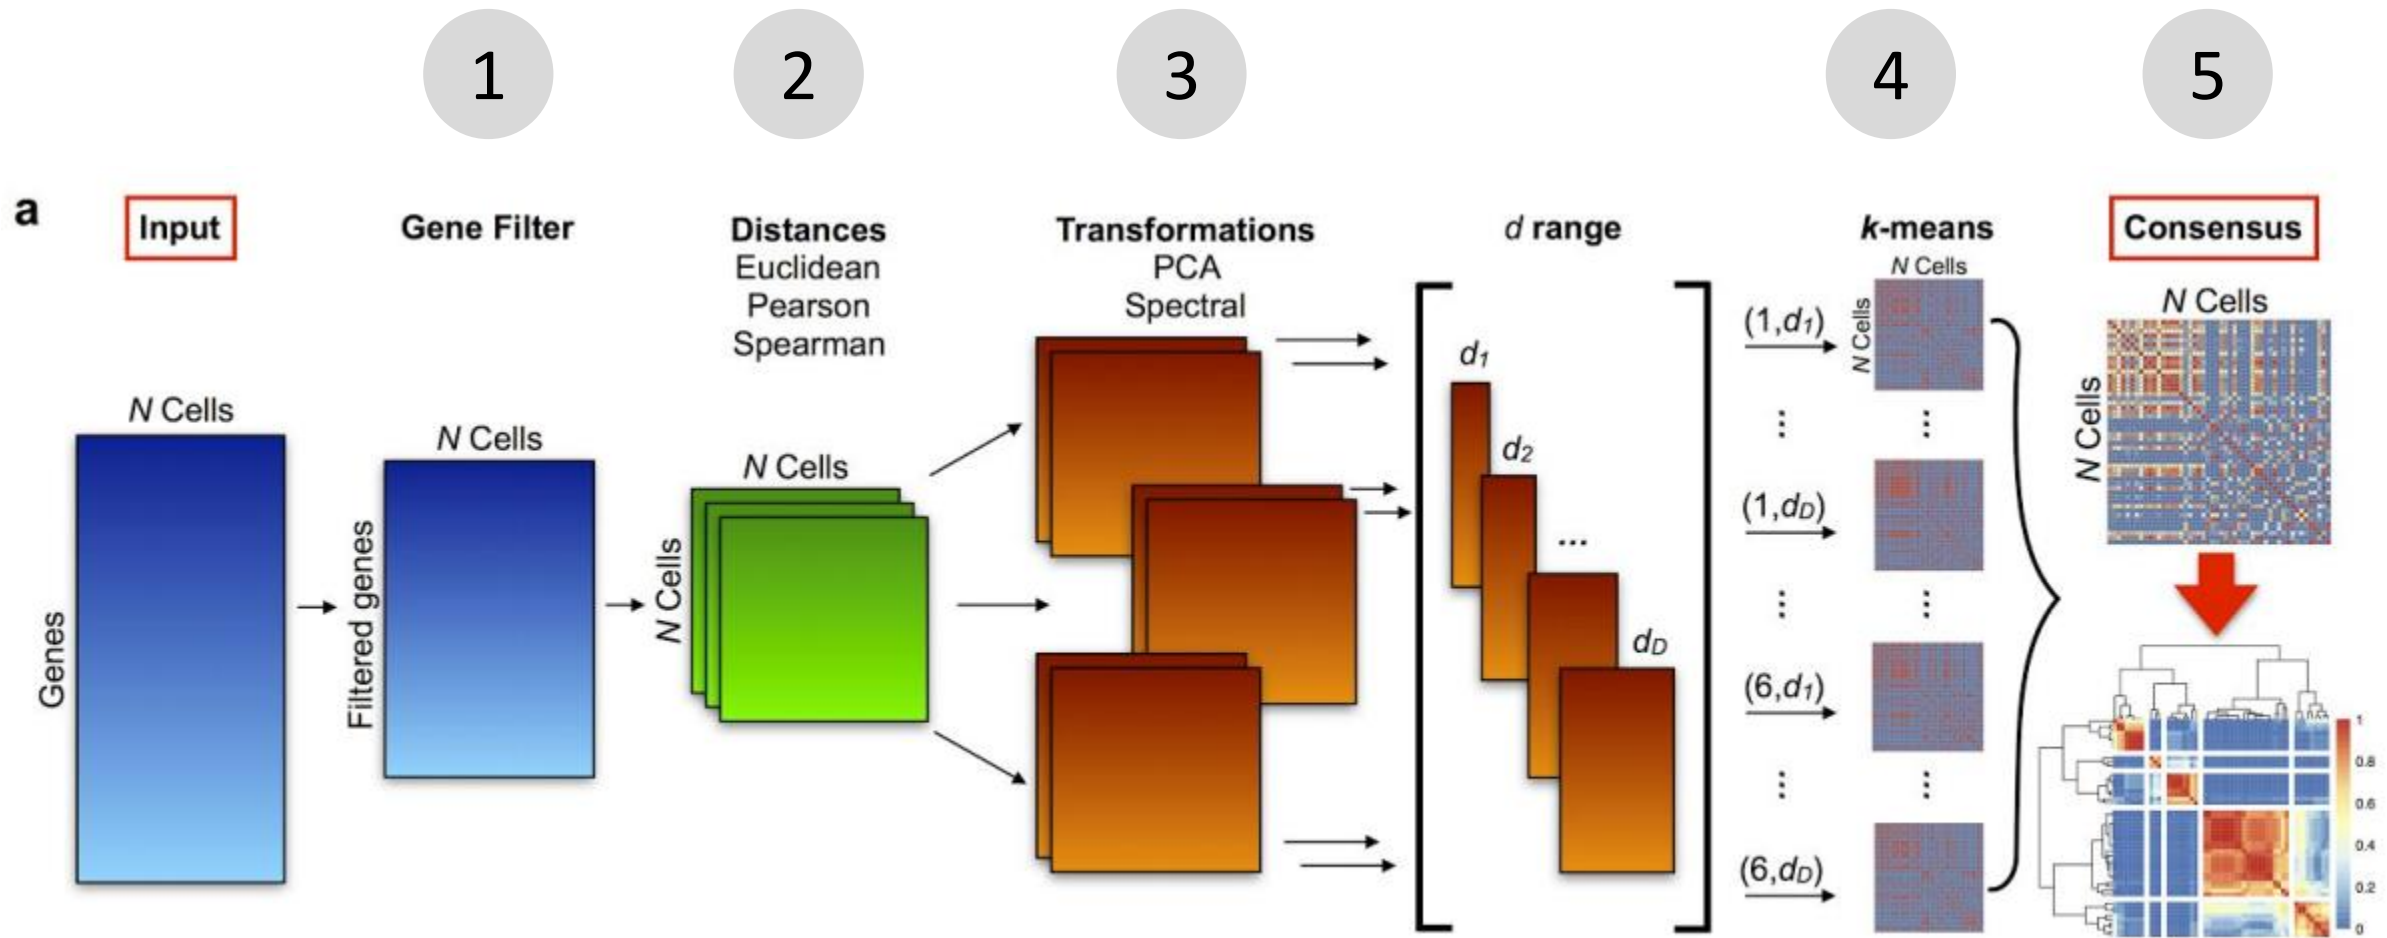 1
2
3
4
5
a
Input
Gene Filter
Distances
Euclidean
Pearson
Spearman
Transformations
PCA
Spectral
d range
k-means
N Cells
N Cells
Consensus
N Cells
N Cells
N Cells
Genes
N Cells
Filtered genes
N Cells
N Cells
d1
d2
...
dD
(1,d1)
⋮
⋮
(1,dD)
⋮
⋮
(6,d1)
⋮
⋮
(6,dD)
1
0.8
0.6
0.4
0.2
0